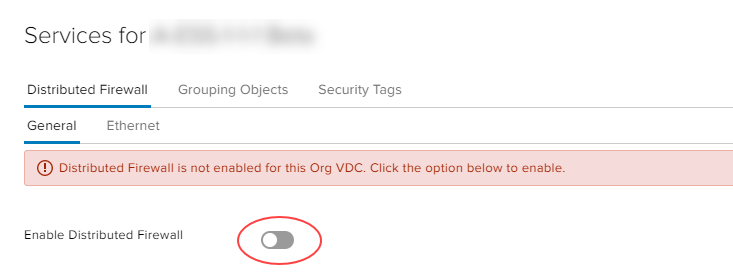 Services for
Distributed Firewall Grouping Objects Security Tags
General Ethernet
Distributed Firewall is not enabled for this Org VDC. Click the option below to enable.
Enable Distributed Firewall